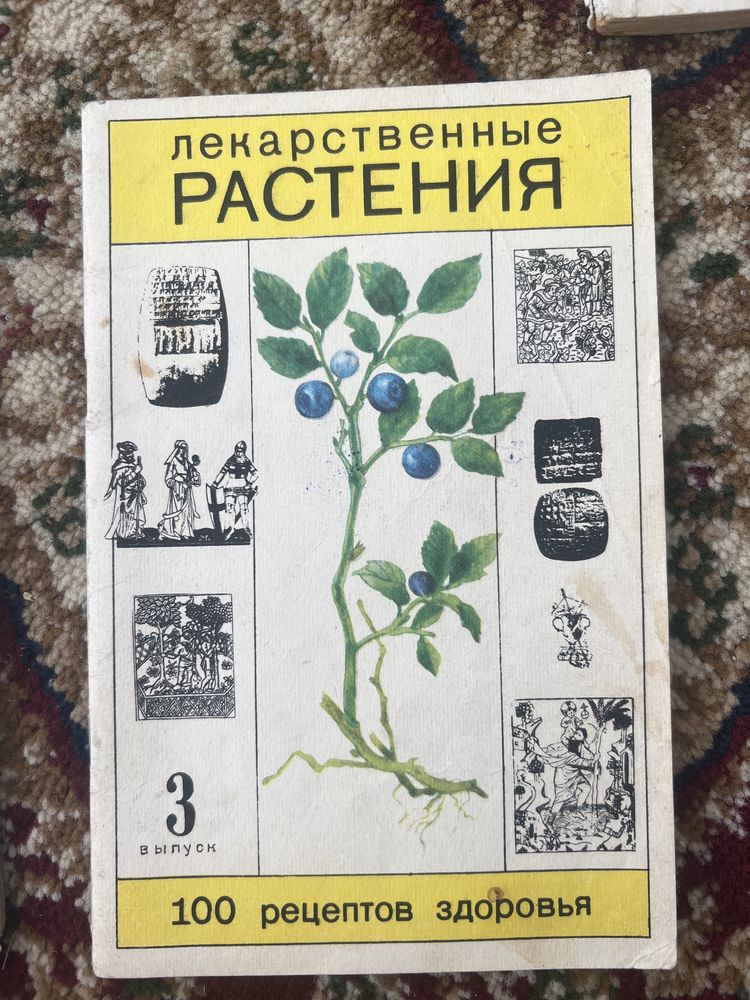 лекарственные
РАСТЕНИЯ
3
выпуск
100 рецептов здоровья